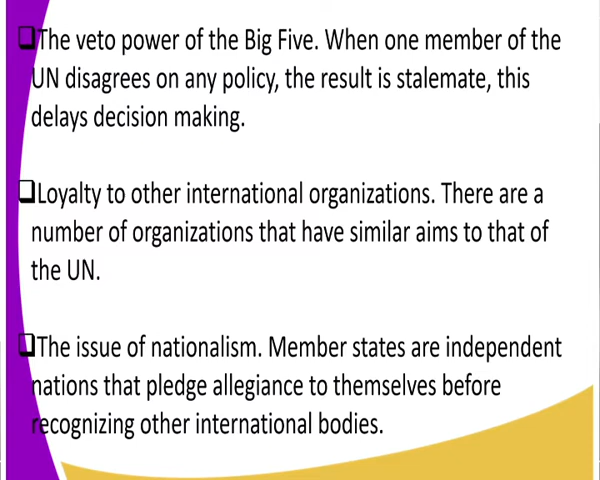 ❑The veto power of the Big Five. When one member of the
UN disagrees on any policy, the result is stalemate, this
delays decision making.
❑Loyalty to other international organizations. There are a
number of organizations that have similar aims to that of
the UN.
❑The issue of nationalism. Member states are independent
nations that pledge allegiance to themselves before
recognizing other international bodies.